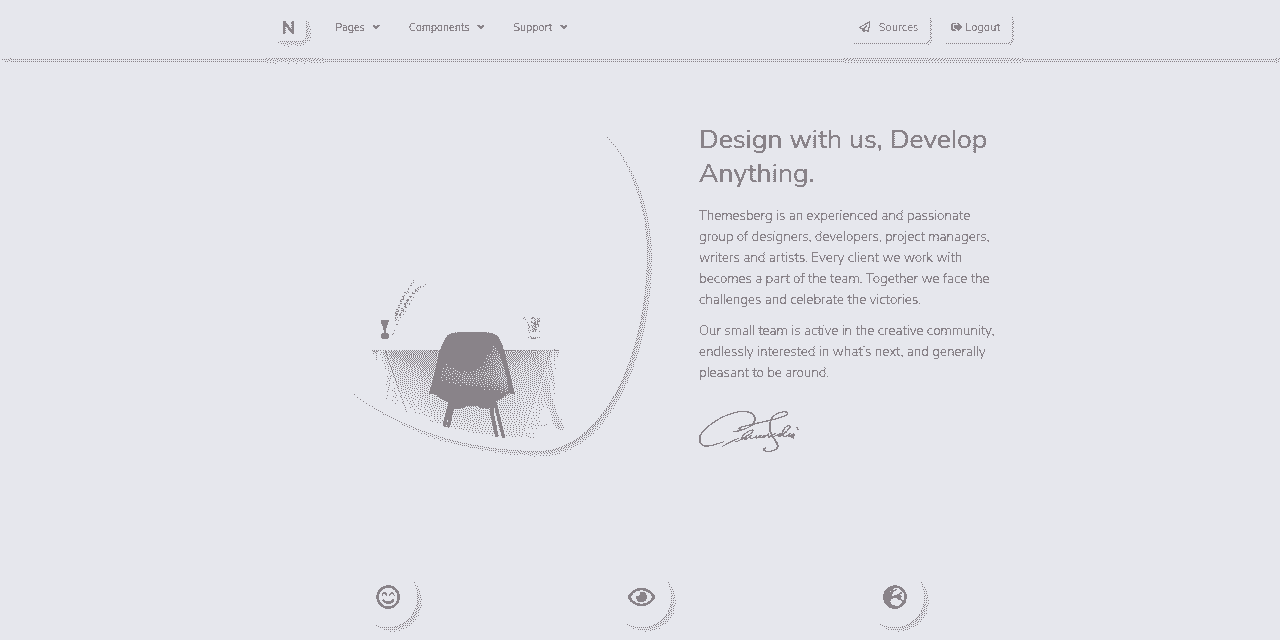 N
Pages
Components
Support
Sources
Logout
Design with us, Develop
Anything.
Themesberg is an experienced and passionate
group of designers, developers, project managers,
writers and artists. Every client we work with
becomes a part of the team. Together we face the
challenges and celebrate the victories.
Our small team is active in the creative community,
endlessly interested in what's next, and generally
pleasant to be around.